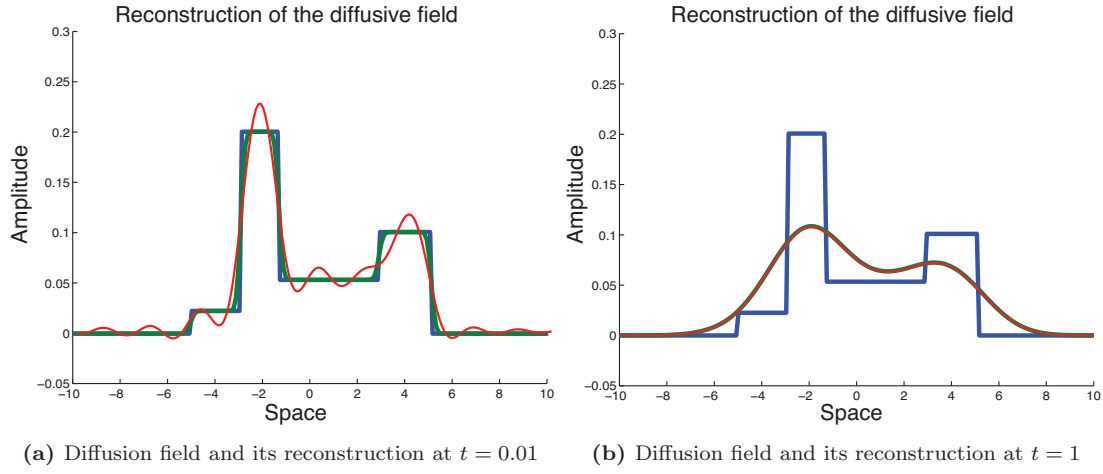 Reconstruction of the diffusive field
0.3
0.25
0.2
0.15
0.1
0.05
0
−0.05
Amplitude
−10 −8 −6 −4 −2 0 2 4 6 8 10
Space
(a) Diffusion field and its reconstruction at t = 0.01
Reconstruction of the diffusive field
0.3
0.25
0.2
0.15
0.1
0.05
0
−0.05
Amplitude
−10 −8 −6 −4 −2 0 2 4 6 8 10
Space
(b) Diffusion field and its reconstruction at t = 1